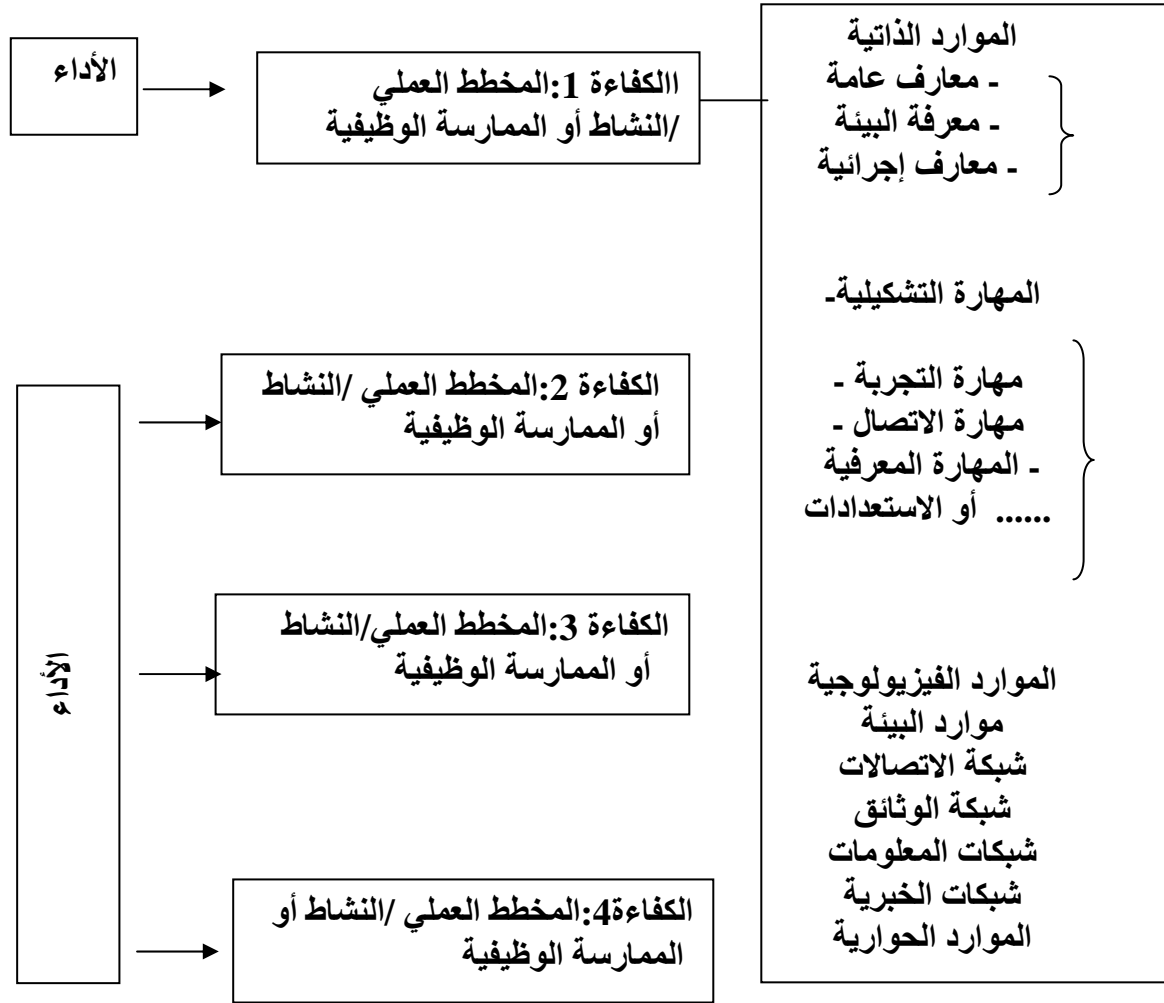 الأداء
االكفاءة 1:المخطط العملي
/النشاط أو الممارسة الوظيفية
الموارد الذاتية
- معارف عامة
- معرفة البيئة
- معارف إجرائية
المهارة التشكيلية-
مهارة التجربة -
مهارة الاتصال -
- المهارة المعرفية
...... أو الاستعدادات
الموارد الفيزيولوجية
موارد البيئة
شبكة الاتصالات
شبكة الوثائق
شبكات المعلومات
شبكات الخبرية
الموارد الحوارية
الأداء
الكفاءة 2:المخطط العملي /النشاط
أو الممارسة الوظيفية
الكفاءة 3:المخطط العملي/النشاط
أو الممارسة الوظيفية
الكفاءة4:المخطط العملي /النشاط أو
الممارسة الوظيفية